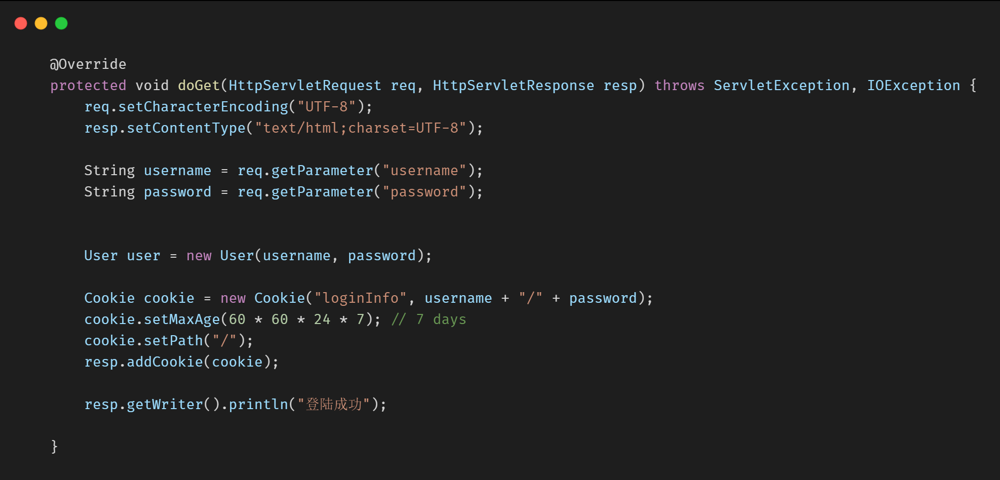 @Override
protected void doGet(HttpServletRequest req, HttpServletResponse resp) throws ServletException, IOException {
req.setCharacterEncoding("UTF-8");
resp.setContentType("text/html;charset=UTF-8");
String username = req.getParameter("username");
String password = req.getParameter("password");
User user = new User(username, password);
Cookie cookie = new Cookie("loginInfo", username + "/" + password);
cookie.setMaxAge(60 * 60 * 24 * 7); // 7 days
cookie.setPath("/");
resp.addCookie(cookie);
resp.getWriter().println("登陆成功");
}